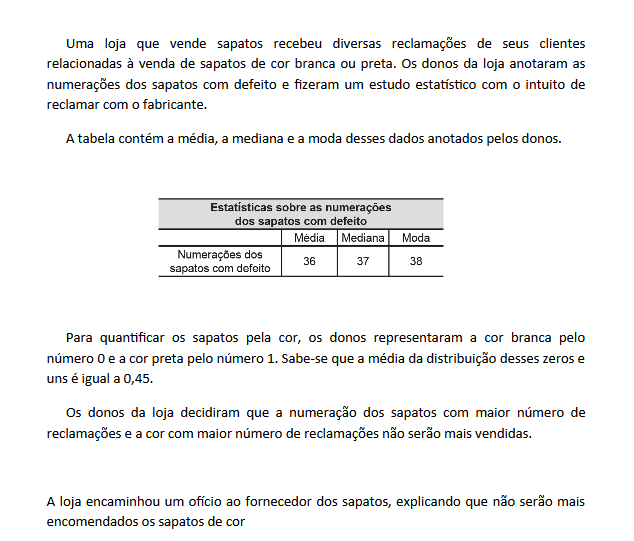 Uma loja que vende sapatos recebeu diversas reclamações de seus clientes
relacionadas à venda de sapatos de cor branca ou preta. Os donos da loja anotaram as
numerações dos sapatos com defeito e fizeram um estudo estatístico com o intuito de
reclamar com o fabricante.
A tabela contém a média, a mediana e a moda desses dados anotados pelos donos.
Estatísticas sobre as numerações
dos sapatos com defeito
Média Mediana Moda
Numerações dos
sapatos com defeito 36 37 38
Para quantificar os sapatos pela cor, os donos representaram a cor branca pelo
número 0 e a cor preta pelo número 1. Sabe-se que a média da distribuição desses zeros e
uns é igual a 0,45.
Os donos da loja decidiram que a numeração dos sapatos com maior número de
reclamações e a cor com maior número de reclamações não serão mais vendidas.
A loja encaminhou um ofício ao fornecedor dos sapatos, explicando que não serão mais
encomendados os sapatos de cor